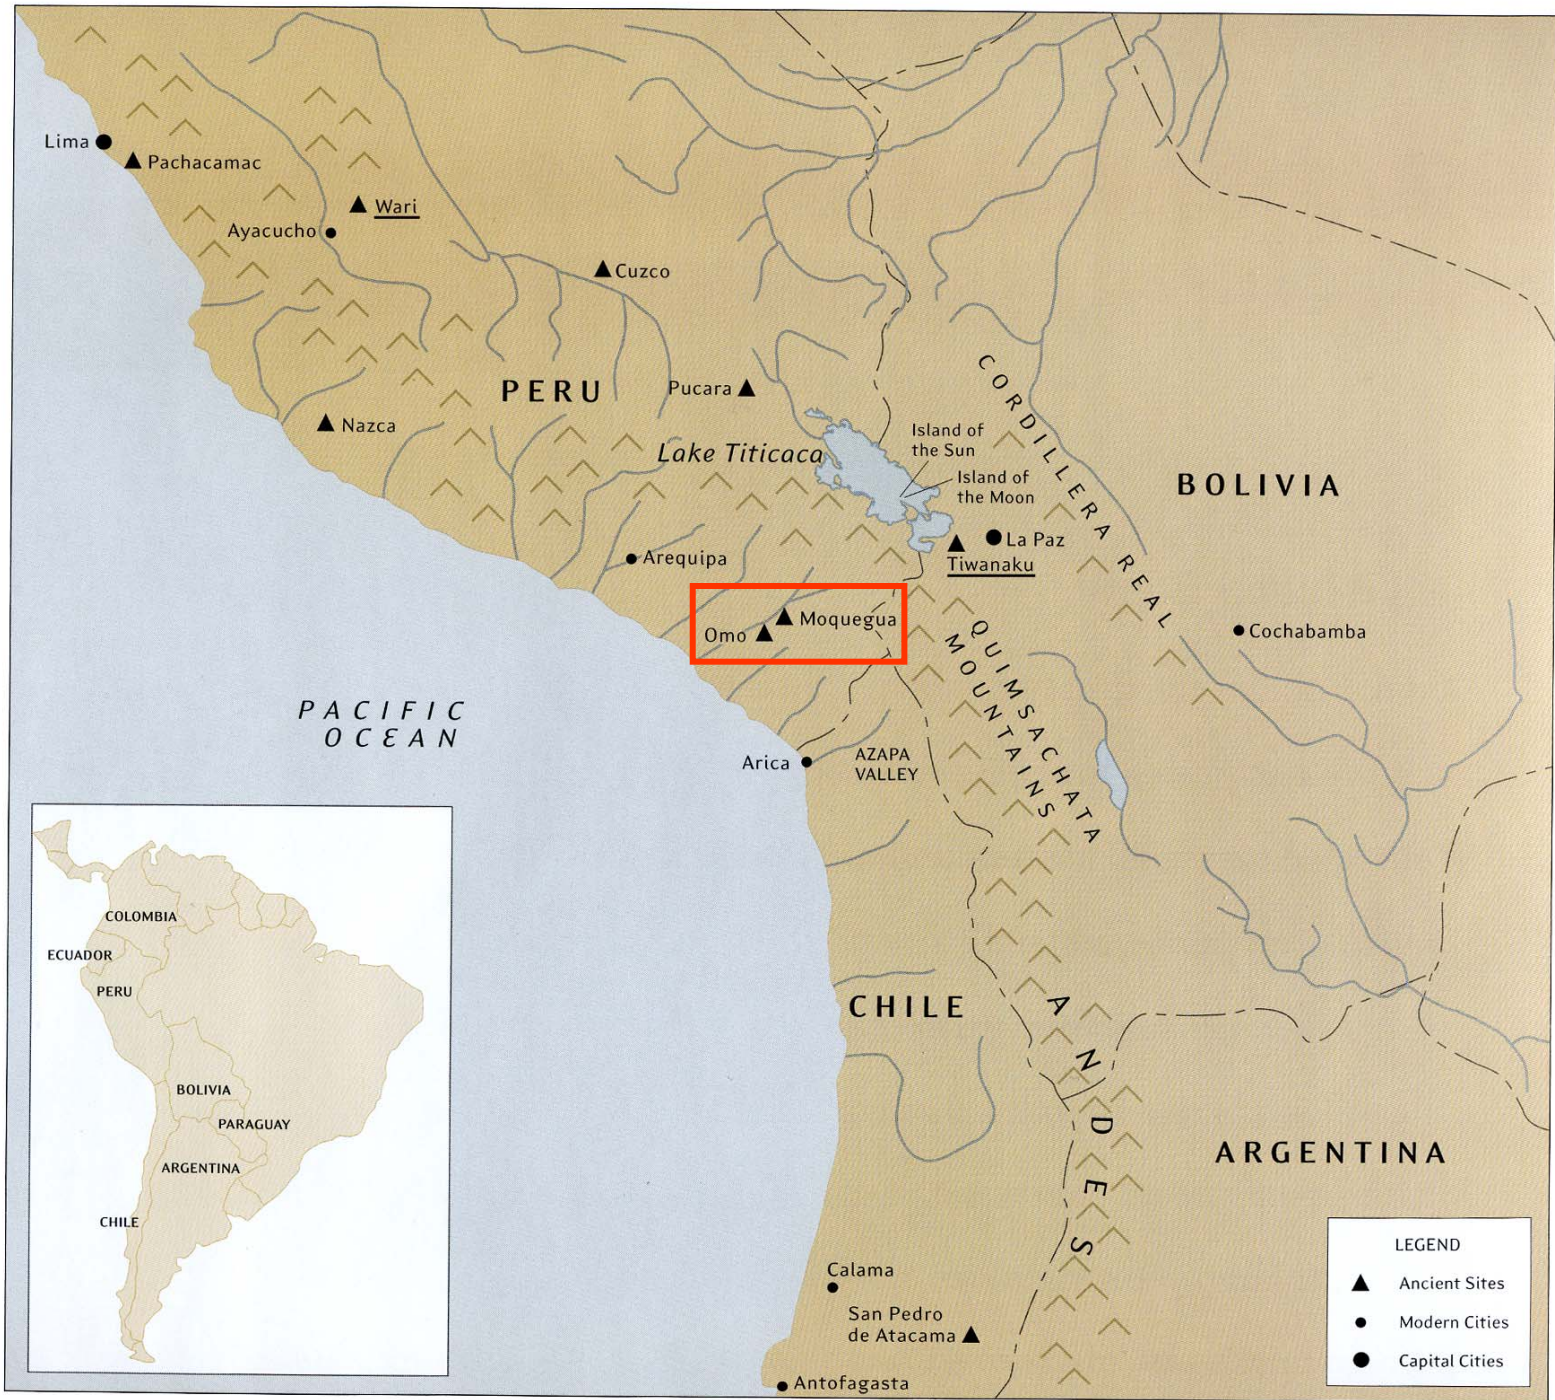 Lima
Pachacamac
Wari
Ayacucho
Cuzco
PERU
Pucara
Nazca
Lake Titicaca
Island of
the Sun
Island of
the Moon
CORDILLERA REAL
BOLIVIA
La Paz
Tiwanaku
Arequipa
Moquegua
Omo
Cochabamba
QUIMSACHATA
MOUNTAINS
PACIFIC
OCEAN
Arica
AZAPA
VALLEY
CHILE
ANDES
ARGENTINA
Calama
San Pedro
de Atacama
Antofagasta
COLOMBIA
ECUADOR
PERU
BOLIVIA
PARAGUAY
ARGENTINA
CHILE
LEGEND
Ancient Sites
Modern Cities
Capital Cities